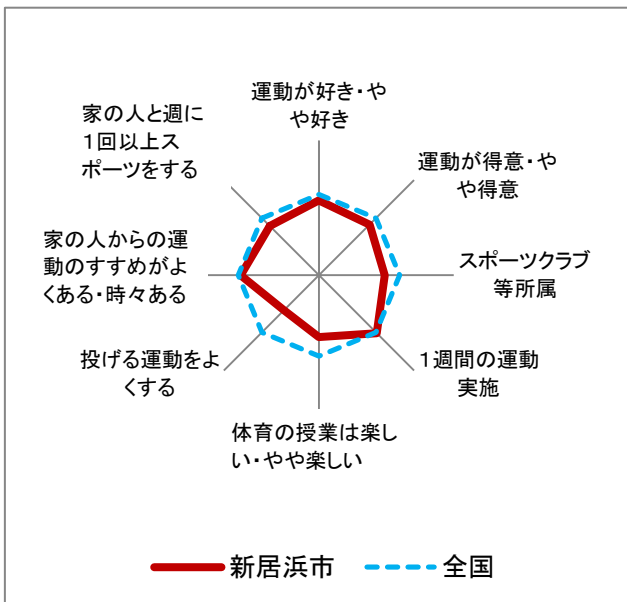 運動が好き・や
や好き
運動が得意・や
や得意
スポーツクラブ
等所属
1週間の運動
実施
体育の授業は楽し
い・やや楽しい
投げる運動をよ
くする
家の人からの運
動のすすめがよ
くある・時々ある
家の人と週に
1回以上ス
ポーツをする
新居浜市
全国